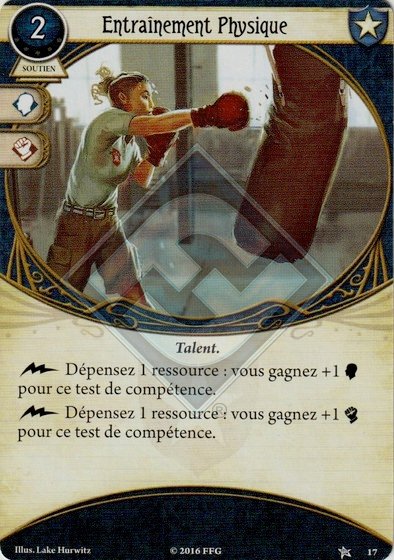 Entraînement Physique
2
SOUTIEN
Talent.
Dépensez 1 ressource : vous gagnez +1
pour ce test de compétence.
Dépensez 1 ressource : vous gagnez +1
pour ce test de compétence.
Illus. Lake Hurwitz
© 2016 FFG
17